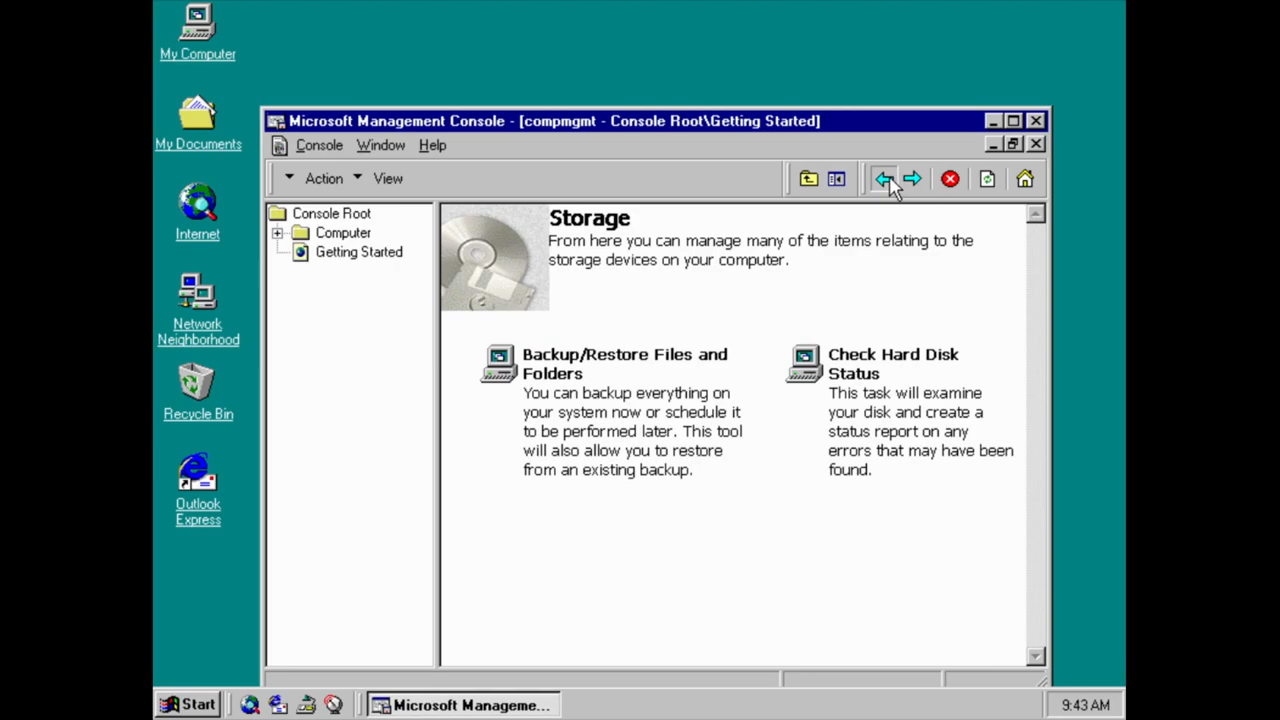 My Computer
My Documents
Internet
Network
Neighborhood
Recycle Bin
Outlook
Express
Microsoft Management Console - [compmgmt - Console Root\Getting Started]
Console Window Help
Action View
Console Root
Computer
Getting Started
Storage
From here you can manage many of the items relating to the
storage devices on your computer.
Backup/Restore Files and
Folders
You can backup everything on
your system now or schedule it
to be performed later. This tool
will also allow you to restore
from an existing backup.
Check Hard Disk
Status
This task will examine
your disk and create a
status report on any
errors that may have been
found.
Start
Microsoft Manageme...
9:43 AM